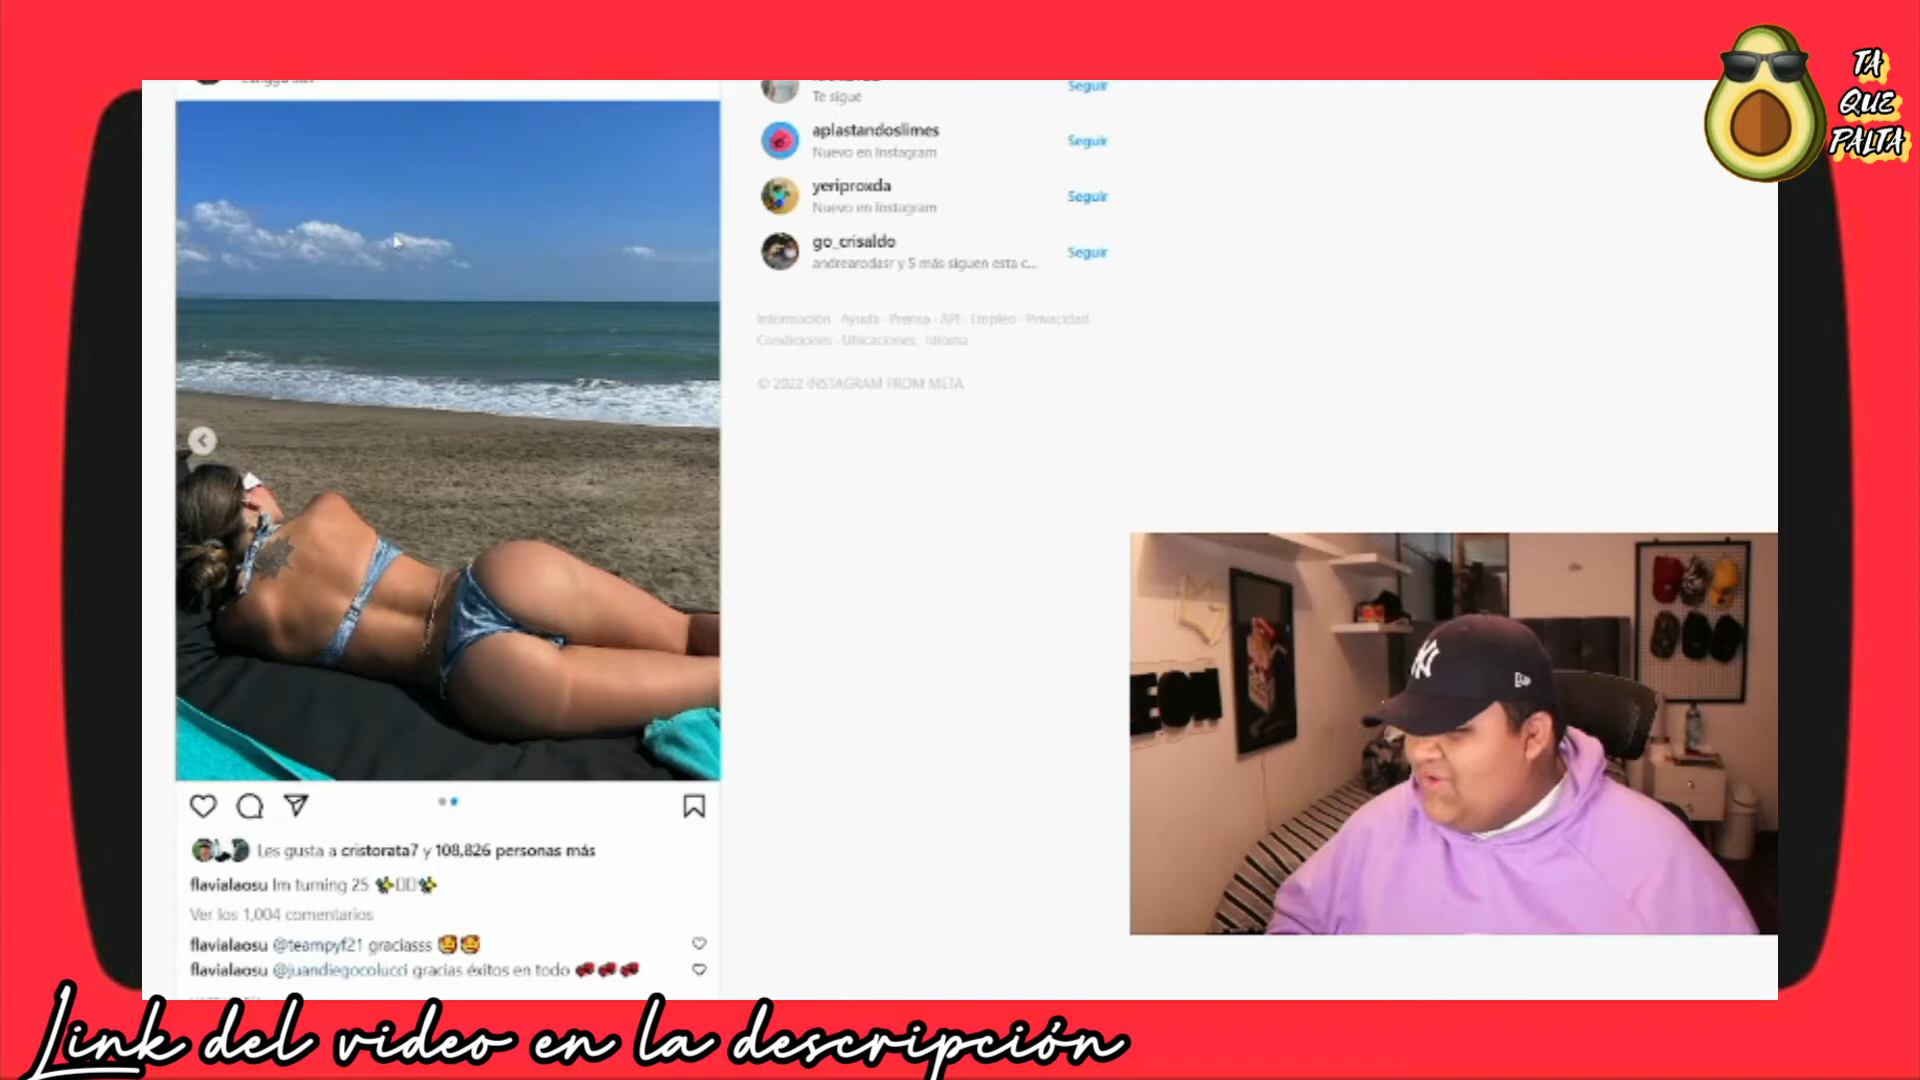 TA
QUE
PALTA
Seguir
Te sigue
aplastandoslimes
Nuevo en Instagram
Seguir
yeriproxda
Nuevo en Instagram
Seguir
go_crisaldo
andrearodasr y 5 más siguen esta c...
Seguir
Información · Ayuda · Prensa · API · Empleo · Privacidad
Condiciones · Ubicaciones · Idioma
© 2022 INSTAGRAM FROM META
NY
EON
Les gusta a cristorata7 y 108,826 personas más
flavialaosu Im turning 25
Ver los 1,004 comentarios
flavialaosu @teampyf21 graciasss
flavialaosu @juandiegocolucci gracias éxitos en todo
Link del video en la descripción